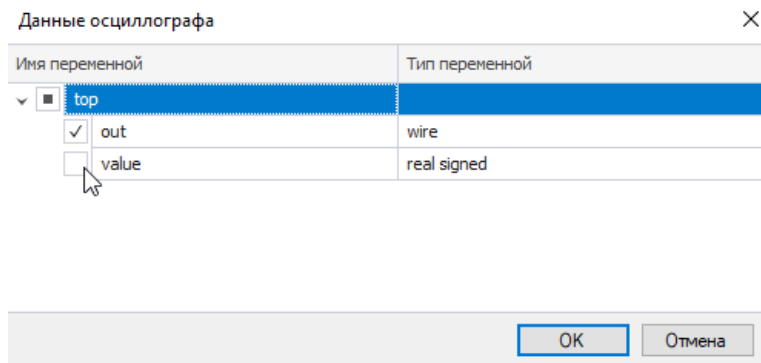 Данные осциллографа
Имя переменной Тип переменной
top
out wire
value real signed
OK Отмена